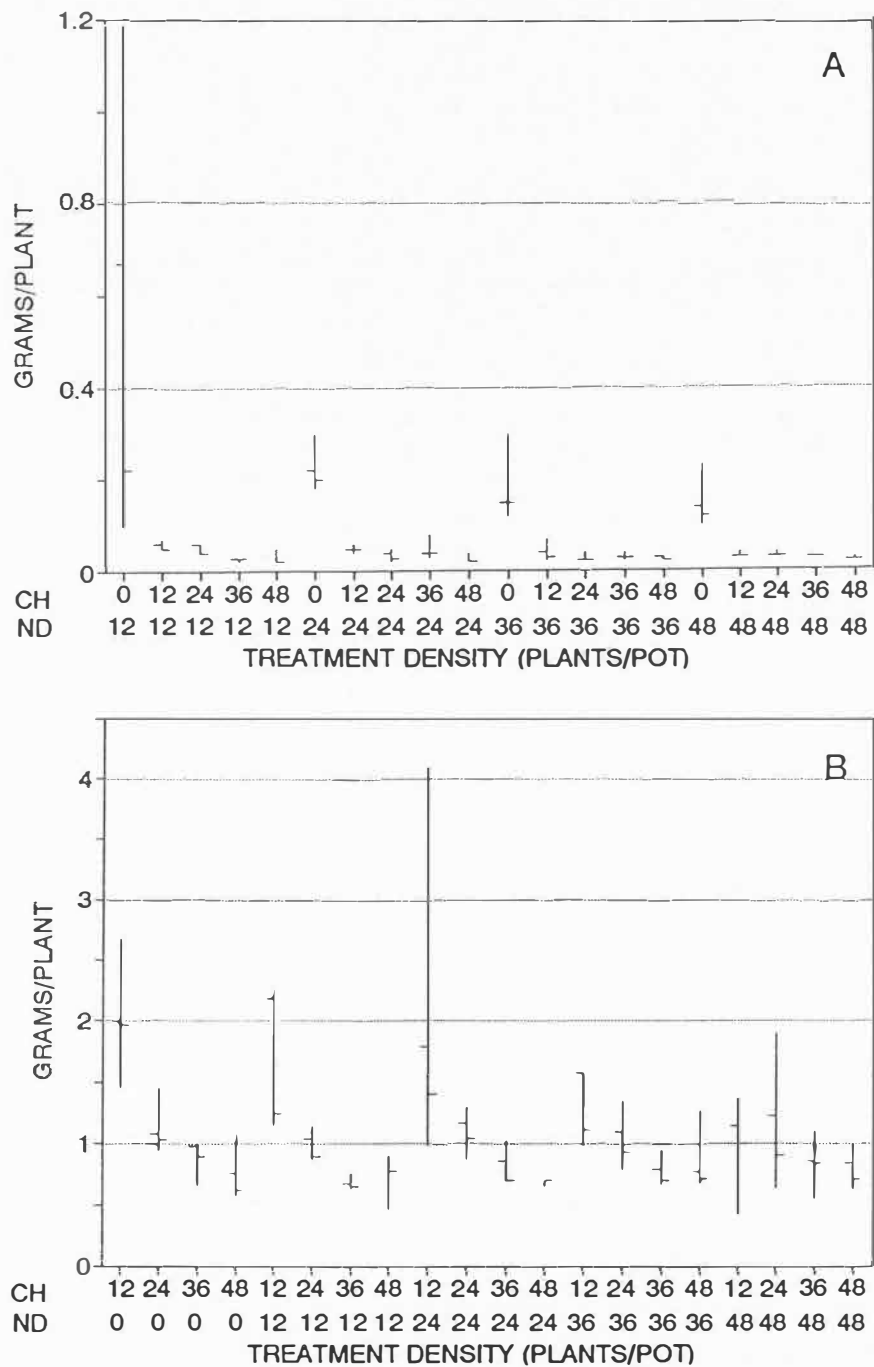 1.2
A
0.8
0.4
0
GRAMS/PLANT
CH 0 12 24 36 48 0 12 24 36 48 0 12 24 36 48 0 12 24 36 48
ND 12 12 12 12 12 24 24 24 24 24 36 36 36 36 36 48 48 48 48 48
TREATMENT DENSITY (PLANTS/POT)
B
4
3
2
1
0
GRAMS/PLANT
CH 12 24 36 48 12 24 36 48 12 24 36 48 12 24 36 48 12 24 36 48
ND 0 0 0 0 12 12 12 12 24 24 24 24 36 36 36 36 48 48 48 48
TREATMENT DENSITY (PLANTS/POT)